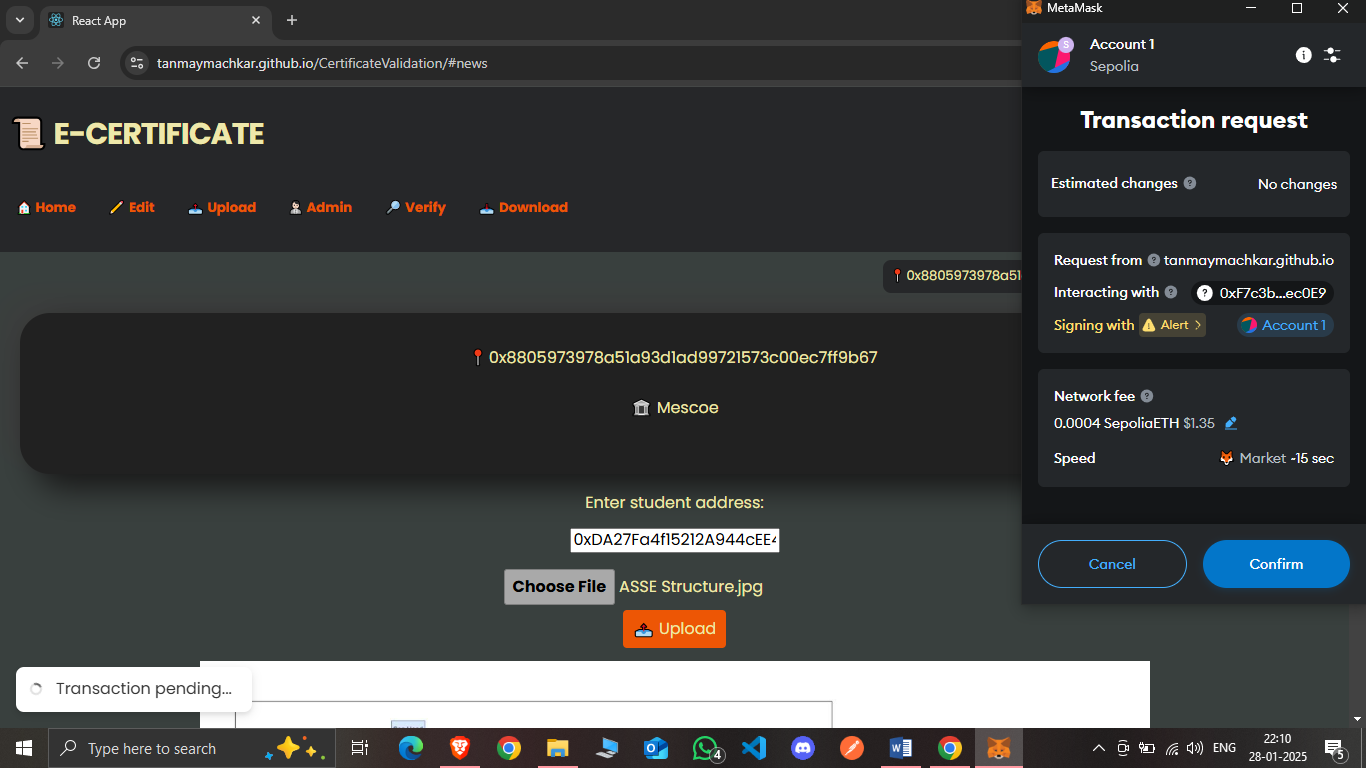 React App
tanmaymachkar.github.io/CertificateValidation/#news
E-CERTIFICATE
Home
Edit
Upload
Admin
Verify
Download
0x8805973978a51
0x8805973978a51a93d1ad99721573c00ec7ff9b67
Mescoe
Enter student address:
0xDA27Fa4f15212A944cEE4
Choose File ASSE Structure.jpg
Upload
Transaction pending...
MetaMask
S
Account 1
Sepolia
Transaction request
Estimated changes ? No changes
Request from ? tanmaymachkar.github.io
Interacting with ? ? 0xF7c3b...ec0E9
Signing with Alert > Account 1
Network fee ?
0.0004 SepoliaETH $1.35
Speed Market ~15 sec
Cancel
Confirm
Type here to search
4
ENG
22:10
28-01-2025
5